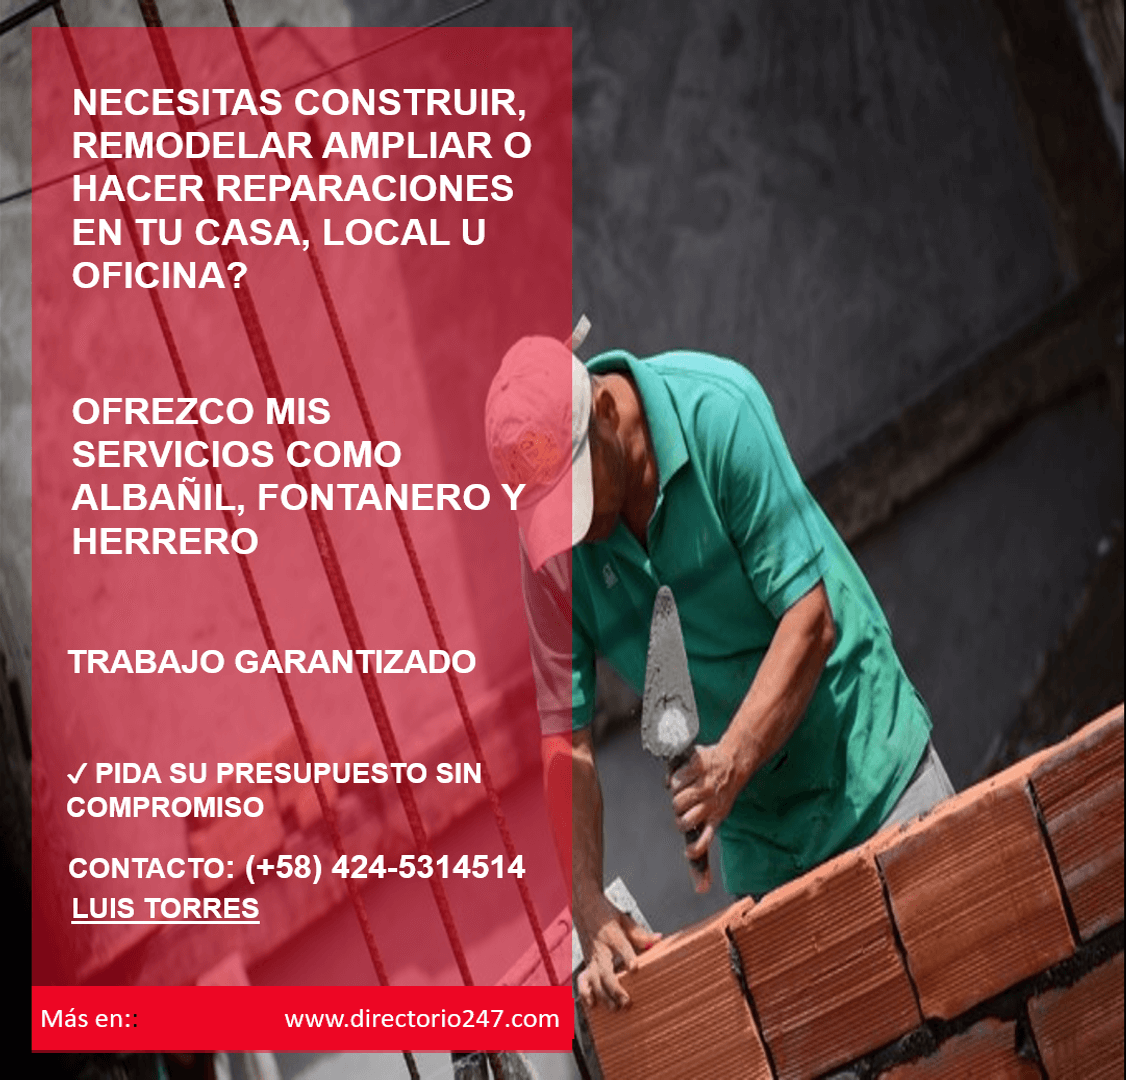 NECESITAS CONSTRUIR,
REMODELAR AMPLIAR O
HACER REPARACIONES
EN TU CASA, LOCAL U
OFICINA?
OFREZCO MIS
SERVICIOS COMO
ALBAÑIL, FONTANERO Y
HERRERO
TRABAJO GARANTIZADO
✓ PIDA SU PRESUPUESTO SIN
COMPROMISO
CONTACTO: (+58) 424-5314514
LUIS TORRES
Más en:: www.directorio247.com